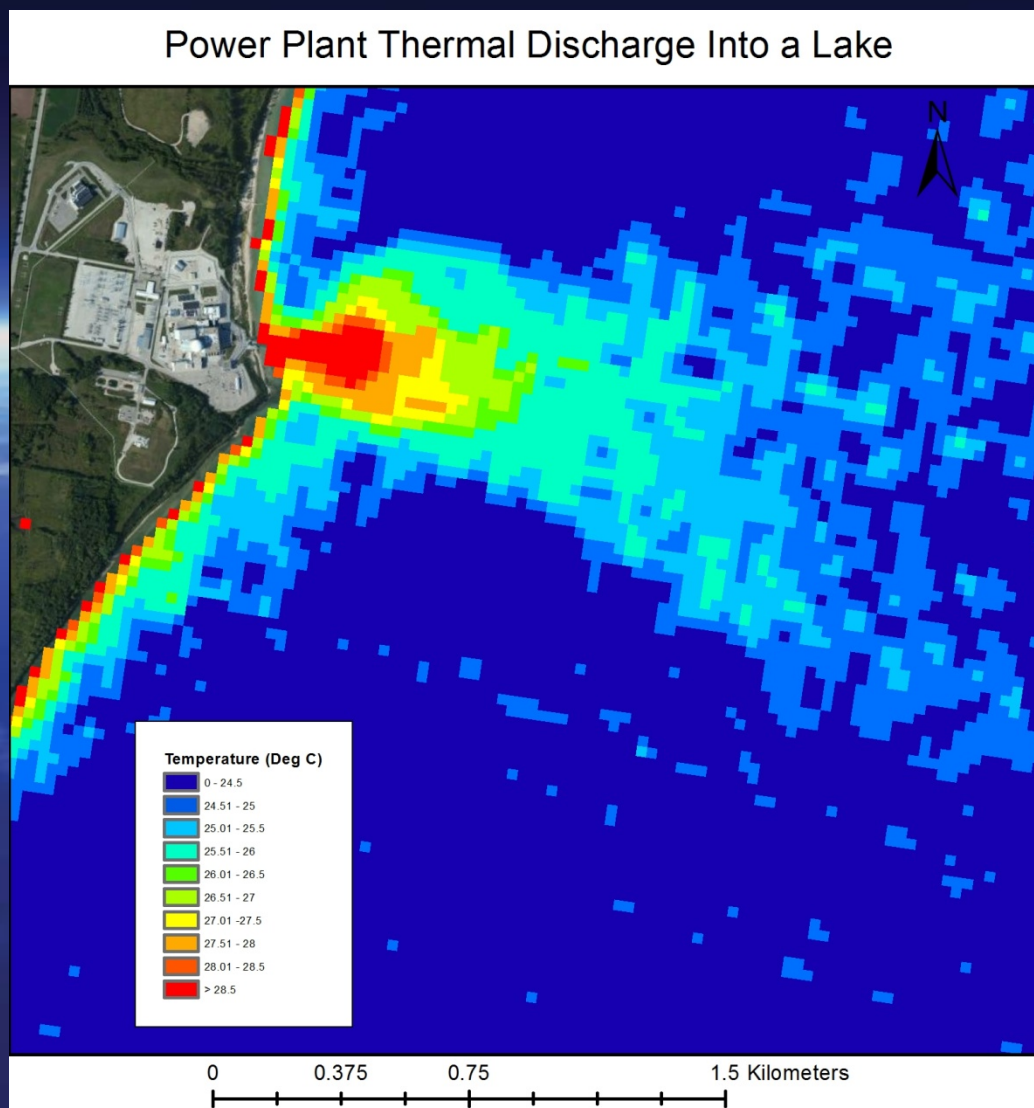 Power Plant Thermal Discharge Into a Lake
N
Temperature (Deg C)
0 - 24.5
24.51 - 25
25.01 - 25.5
25.51 - 26
26.01 - 26.5
26.51 - 27
27.01 -27.5
27.51 - 28
28.01 - 28.5
> 28.5
0 0.375 0.75 1.5 Kilometers